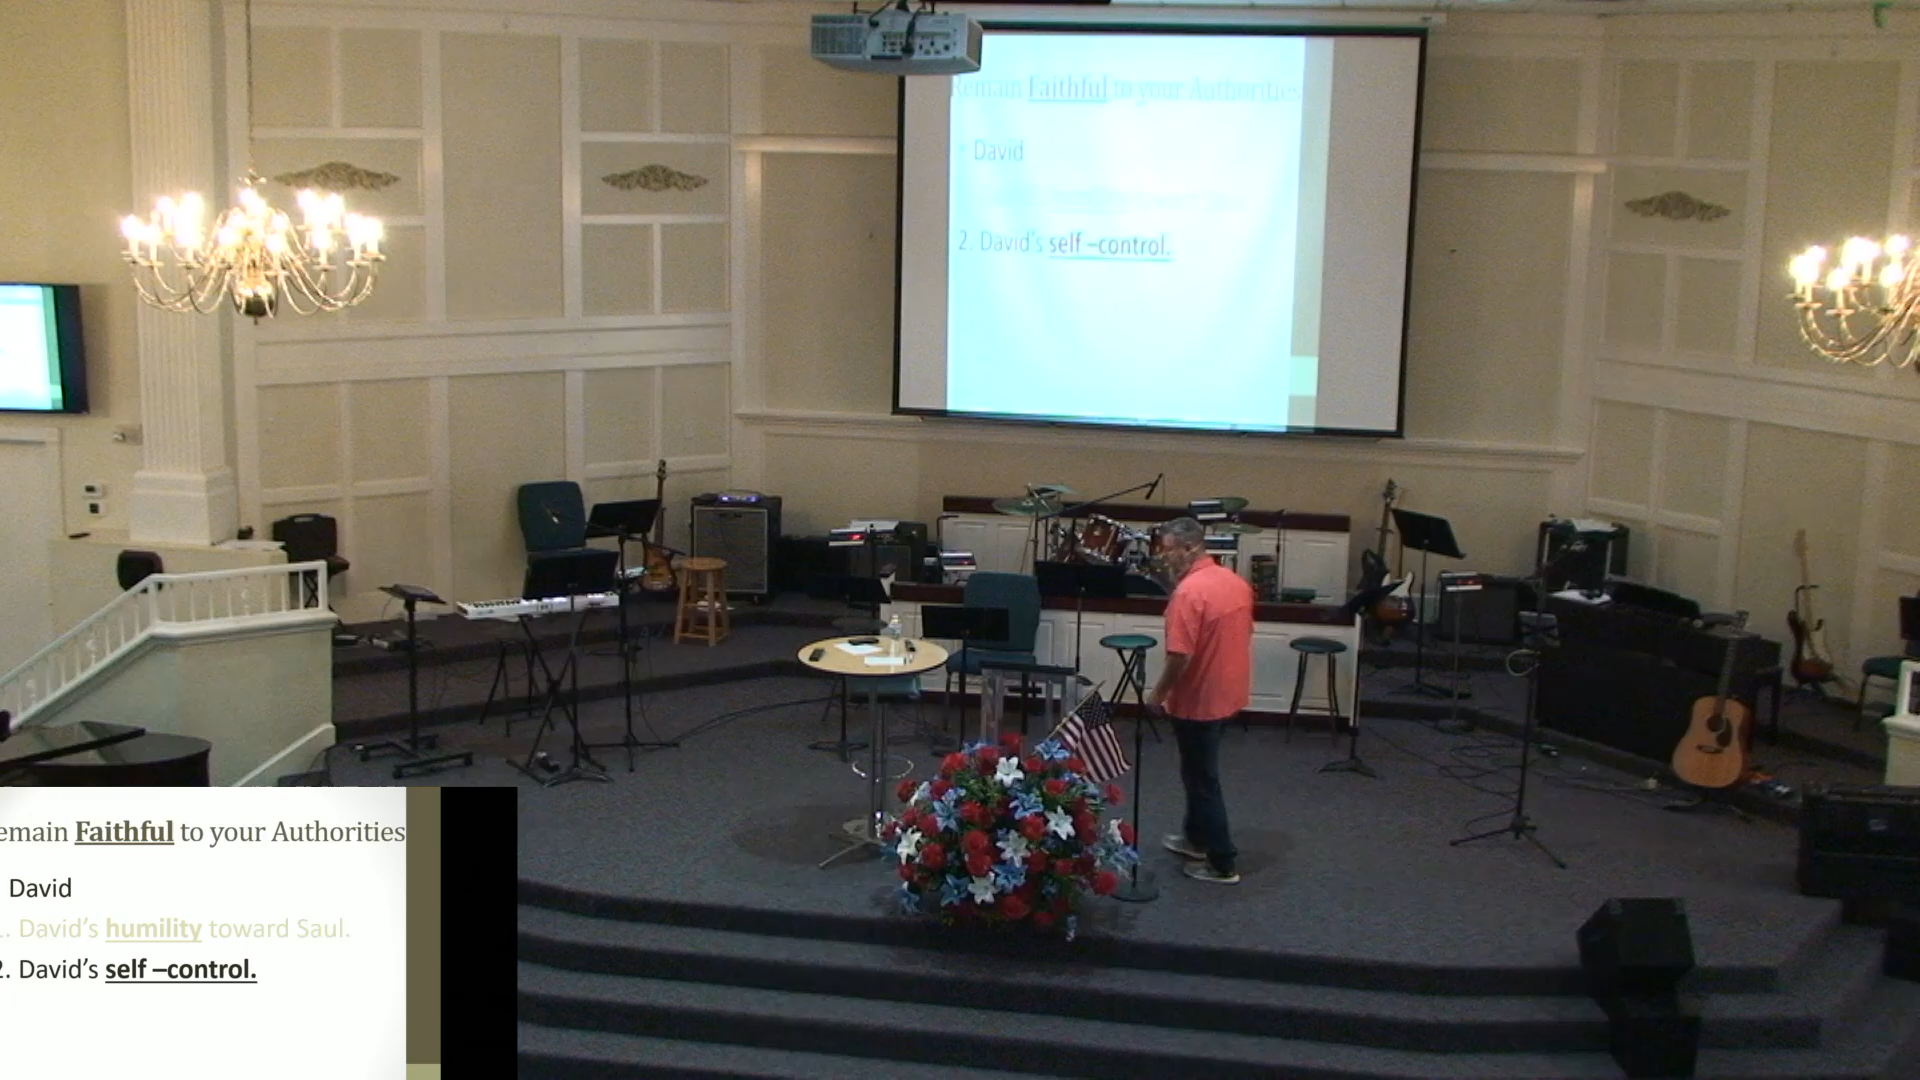 Remain Faithful to your Authorities
David
2. David's self –control.
emain Faithful to your Authorities
David
. David's humility toward Saul.
2. David's self –control.